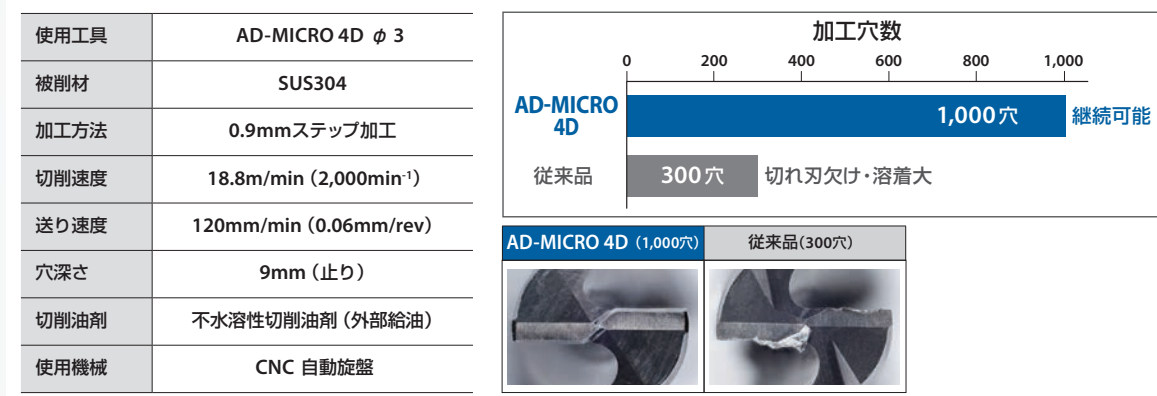 使用工具 AD-MICRO 4D φ 3
被削材 SUS304
加工方法 0.9mmステップ加工
切削速度 18.8m/min（2,000min⁻¹）
送り速度 120mm/min（0.06mm/rev）
穴深さ 9mm（止り）
切削油剤 不水溶性切削油剤（外部給油）
使用機械 CNC 自動旋盤
加工穴数
0 200 400 600 800 1,000
AD-MICRO
4D
1,000穴 継続可能
従来品 300穴 切れ刃欠け・溶着大
AD-MICRO 4D（1,000穴） 従来品(300穴)